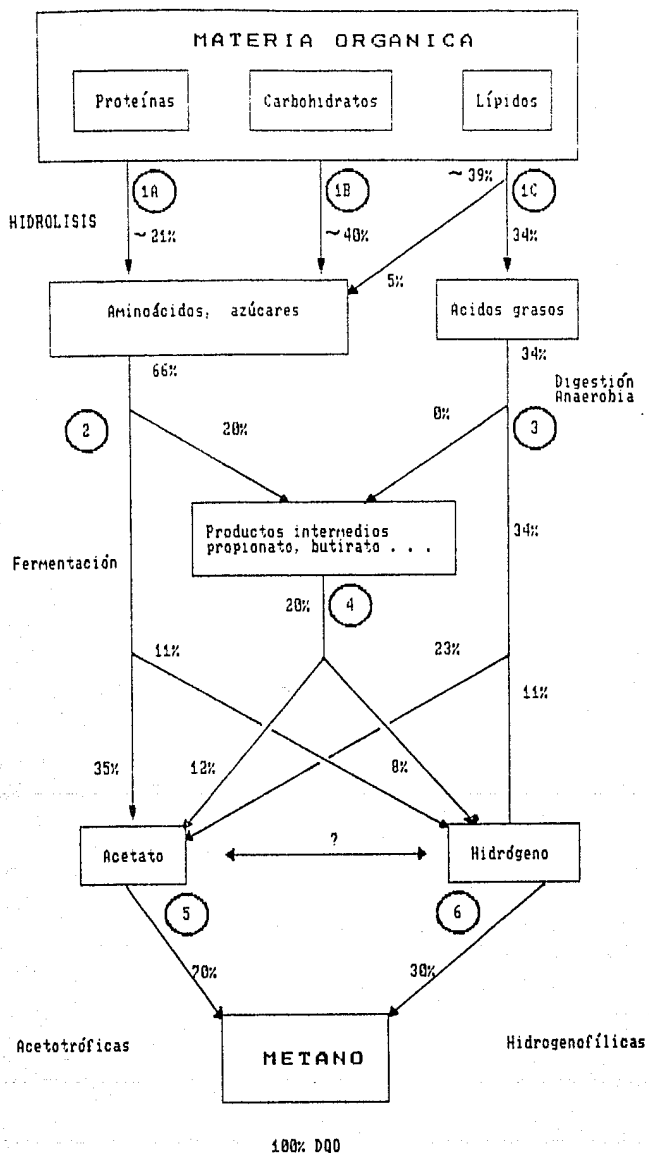 MATERIA ORGANICA
Proteínas
Carbohidratos
Lípidos
1A
1B
~39%
1C
HIDROLISIS
~21%
~40%
34%
5%
Aminoácidos, azúcares
Acidos grasos
66%
34%
Digestión
Anaerobia
2
20%
0%
3
Productos intermedios
propionato, butirato . . .
34%
Fermentación
20%
4
11%
23%
11%
35%
12%
8%
Acetato
?
Hidrógeno
5
6
70%
30%
Acetotróficas
METANO
Hidrogenofílicas
100% DQO